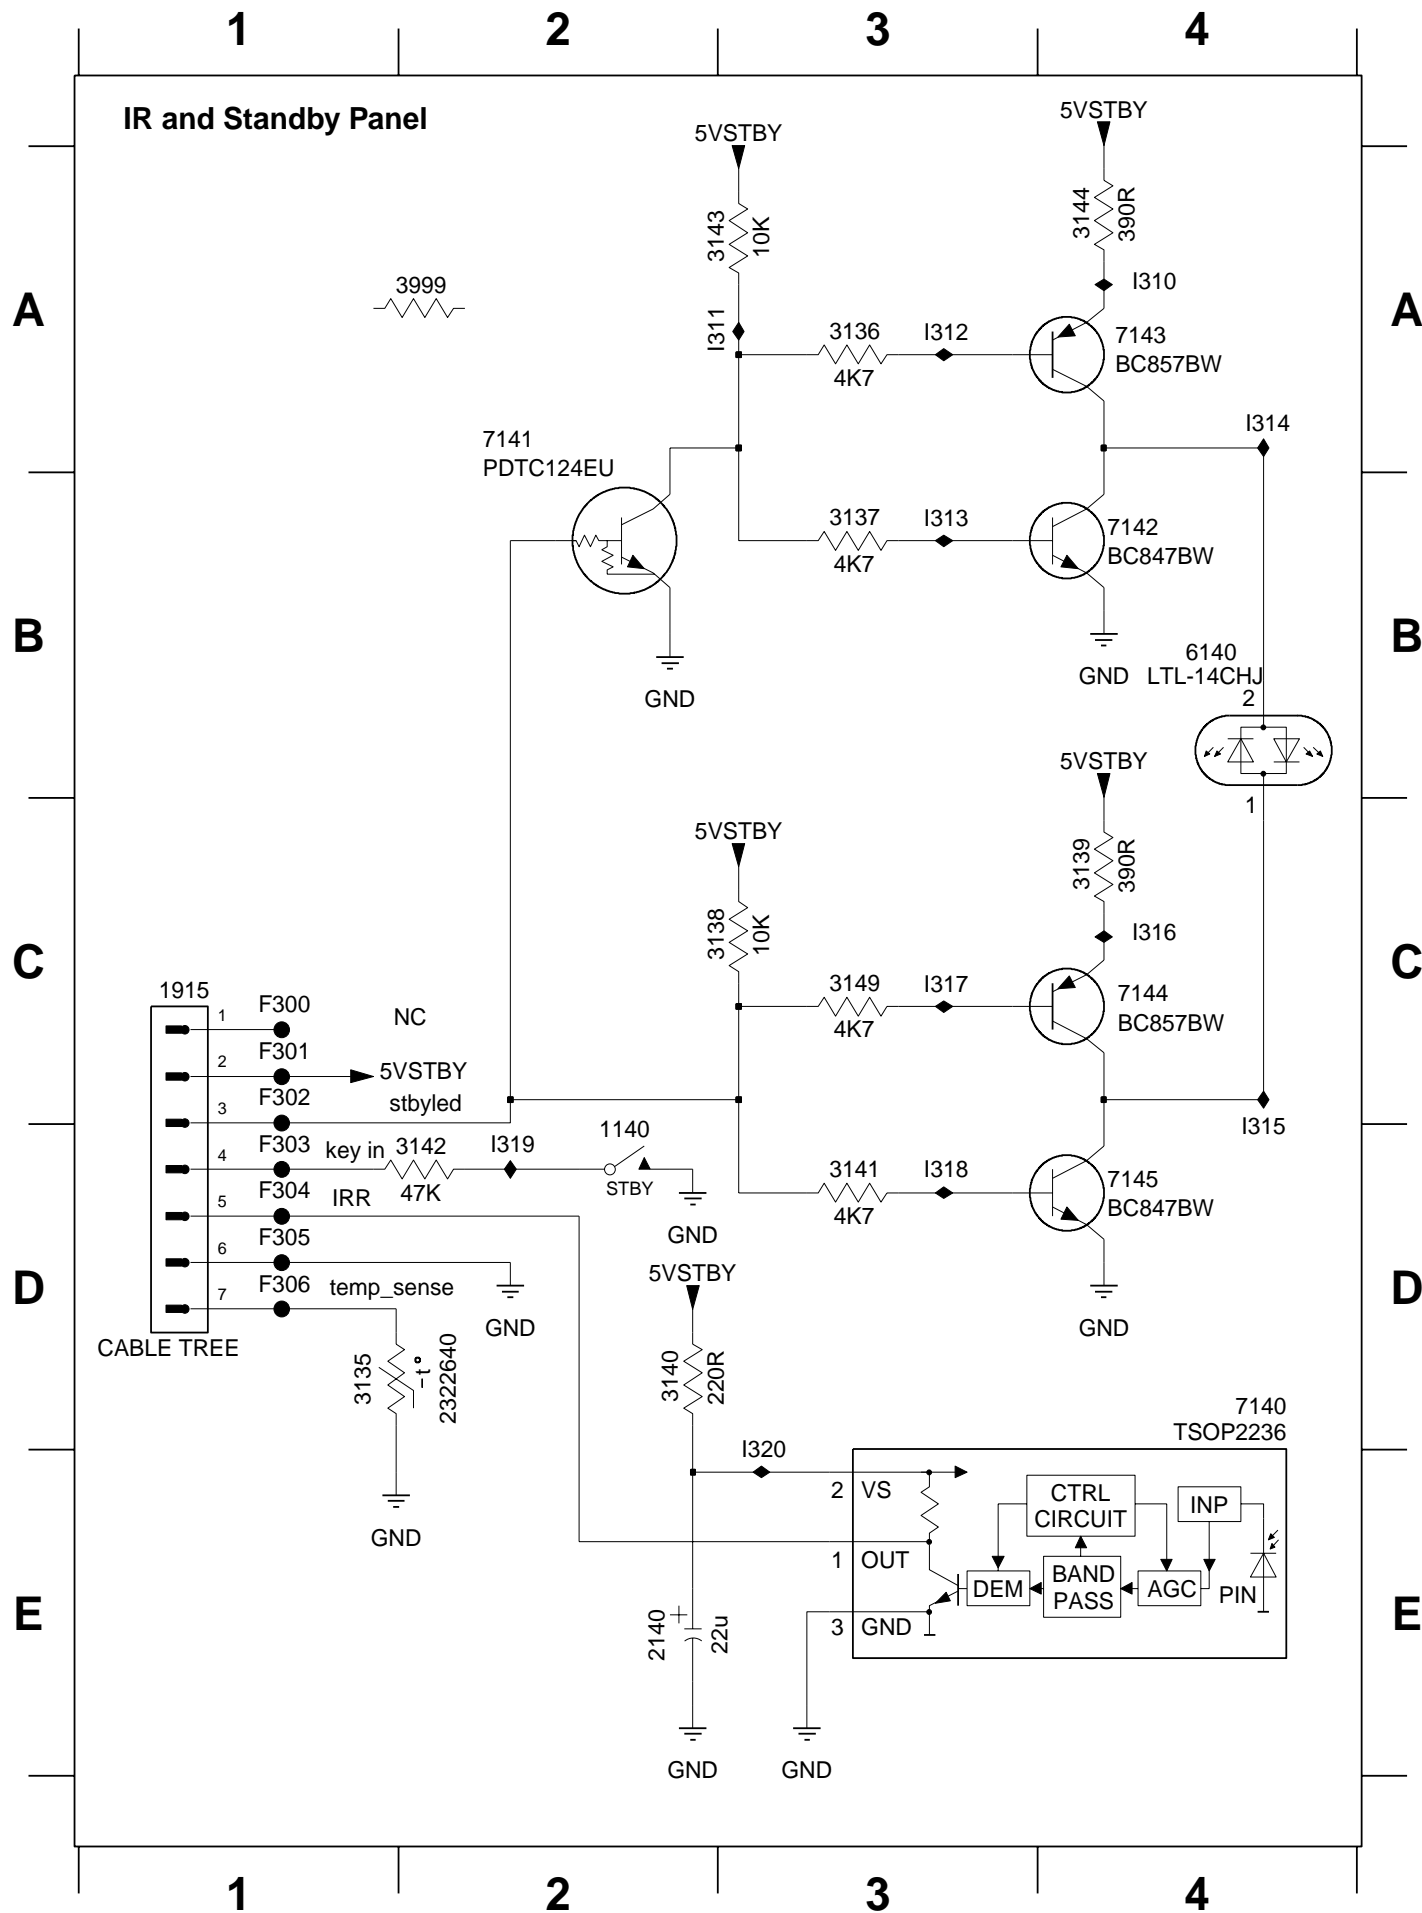 1 2 3 4
IR and Standby Panel
5VSTBY
5VSTBY
3143
10K
3144
390R
3999
I310
A
A
I311
3136
I312
7143
4K7
BC857BW
I314
7141
PDTC124EU
3137
I313
7142
4K7
BC847BW
B
B
GND
GND
6140
LTL-14CHJ
2
5VSTBY
1
5VSTBY
3139
390R
3138
10K
I316
C
C
1915
3149
I317
7144
4K7
BC857BW
1
F300
NC
2
F301
5VSTBY
3
F302
stbyled
I315
4
F303
key in
3142
I319
1140
47K
STBY
3141
I318
7145
4K7
BC847BW
5
F304
IRR
GND
6
F305
5VSTBY
D
D
7
F306
temp_sense
GND
GND
CABLE TREE
3135
-t°
2322640
3140
220R
7140
TSOP2236
I320
2 VS
CTRL
CIRCUIT
INP
GND
1 OUT
DEM
BAND
PASS
AGC
PIN
E
E
2140
+
22u
3 GND
GND
GND
1 2 3 4